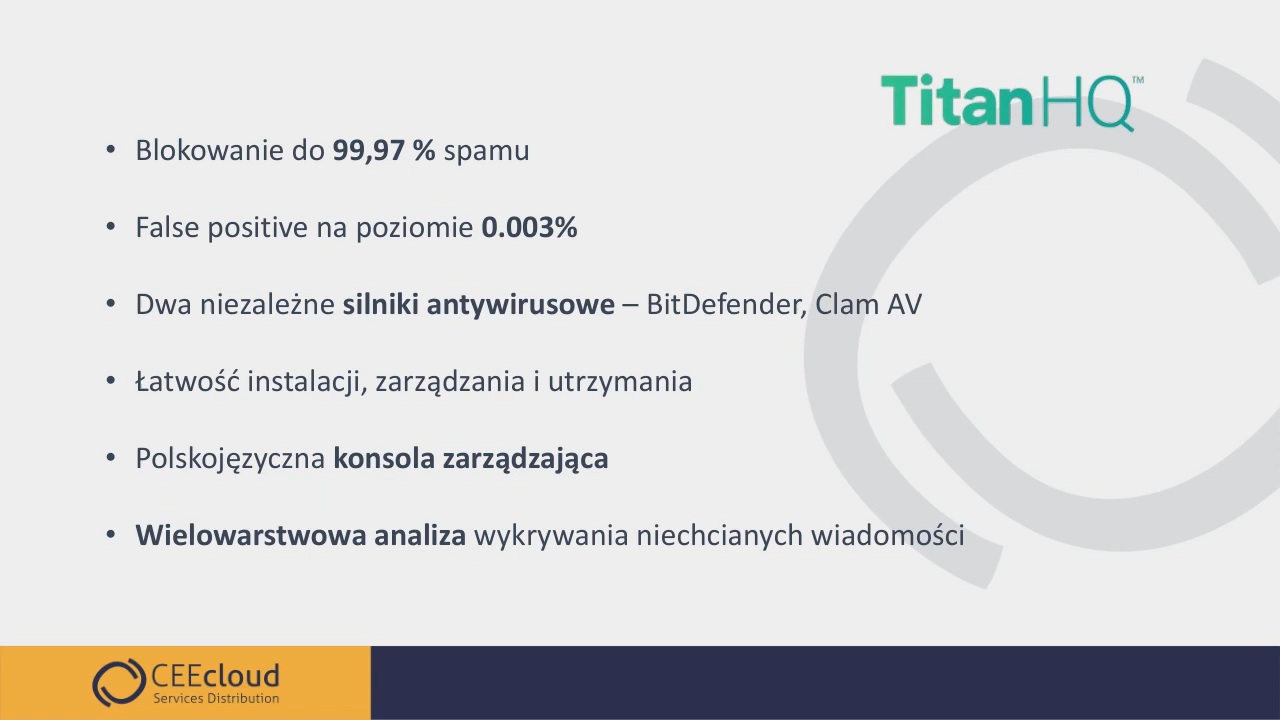 TitanHQ™
• Blokowanie do 99,97 % spamu
• False positive na poziomie 0.003%
• Dwa niezależne silniki antywirusowe – BitDefender, Clam AV
• Łatwość instalacji, zarządzania i utrzymania
• Polskojęzyczna konsola zarządzająca
• Wielowarstwowa analiza wykrywania niechcianych wiadomości
CEEcloud
Services Distribution